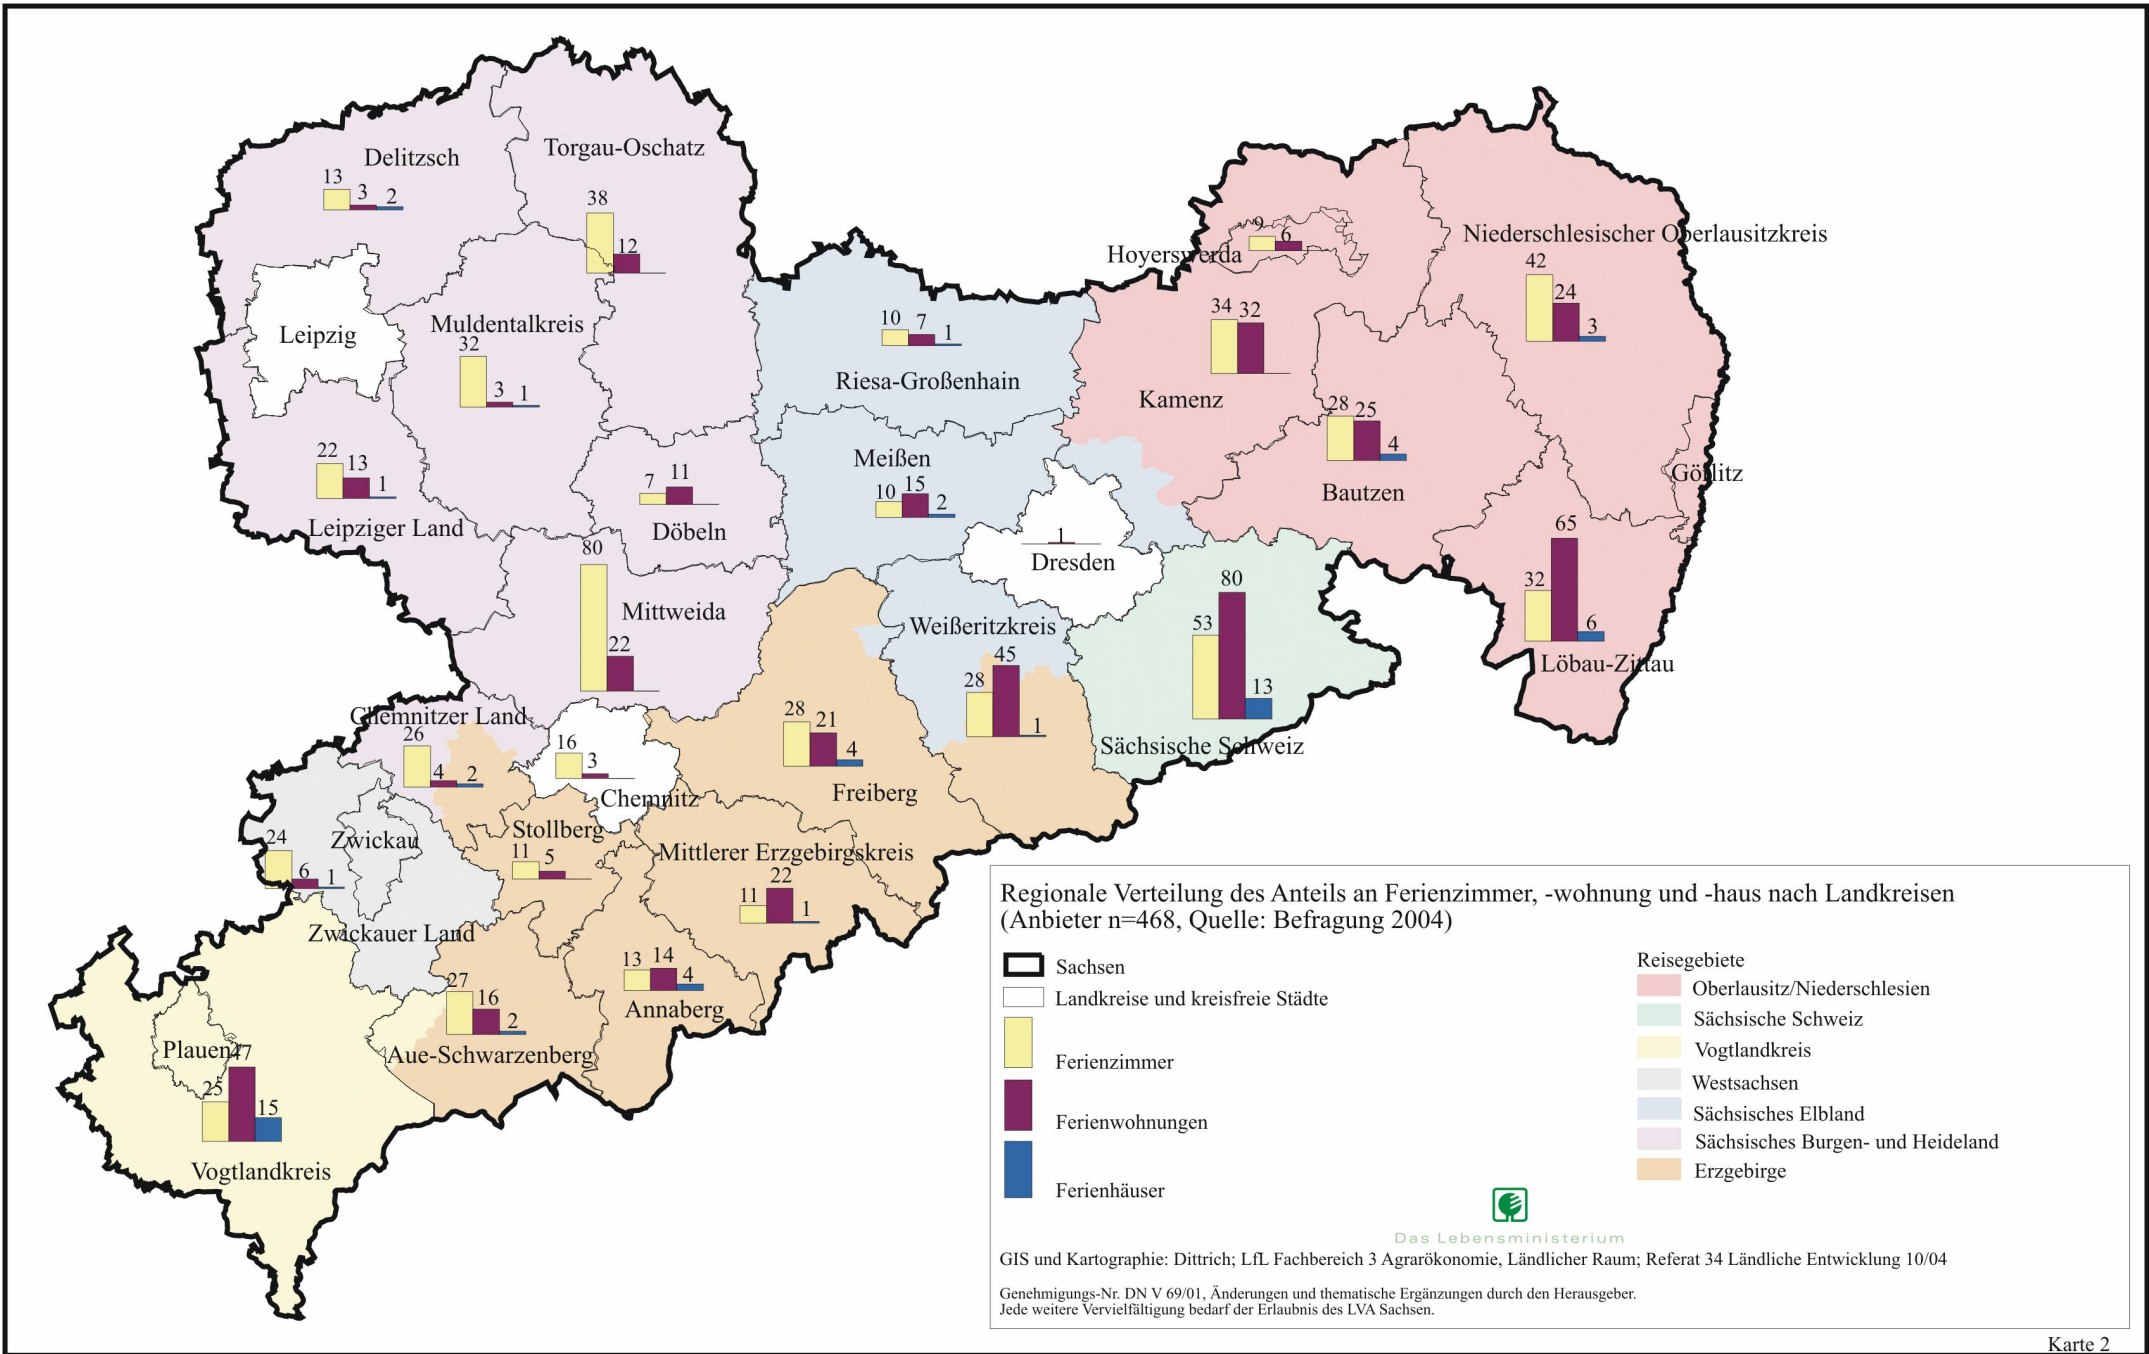 Delitzsch
13 3 2
Torgau-Oschatz
38
12
Leipzig
Muldentalkreis
32
3 1
22
13
1
Leipziger Land
7 11
Döbeln
80
22
Mittweida
10 7 1
Riesa-Großenhain
Meißen
10 15 2
1
Dresden
Hoyerswerda
9 6
34 32
Kamenz
Niederschlesischer Oberlausitzkreis
42
24
3
28 25
4
Bautzen
Görlitz
65
32
6
Löbau-Zittau
80
53
13
Sächsische Schweiz
Weißeritzkreis
45
28
1
28 21
4
Freiberg
Chemnitzer Land
26
4 2
16
3
Chemnitz
Stollberg
11 5
Mittlerer Erzgebirgskreis
22
11
1
Zwickau
24
6 1
Zwickauer Land
13 14 4
Annaberg
27
16
2
Aue-Schwarzenberg
Plauen
47
25
15
Vogtlandkreis
Regionale Verteilung des Anteils an Ferienzimmer, -wohnung und -haus nach Landkreisen
(Anbieter n=468, Quelle: Befragung 2004)
Sachsen
Landkreise und kreisfreie Städte
Ferienzimmer
Ferienwohnungen
Ferienhäuser
Reisegebiete
Oberlausitz/Niederschlesien
Sächsische Schweiz
Vogtlandkreis
Westsachsen
Sächsisches Elbland
Sächsisches Burgen- und Heideland
Erzgebirge
Das Lebensministerium
GIS und Kartographie: Dittrich; LfL Fachbereich 3 Agrarökonomie, Ländlicher Raum; Referat 34 Ländliche Entwicklung 10/04
Genehmigungs-Nr. DN V 69/01, Änderungen und thematische Ergänzungen durch den Herausgeber.
Jede weitere Vervielfältigung bedarf der Erlaubnis des LVA Sachsen.
Karte 2